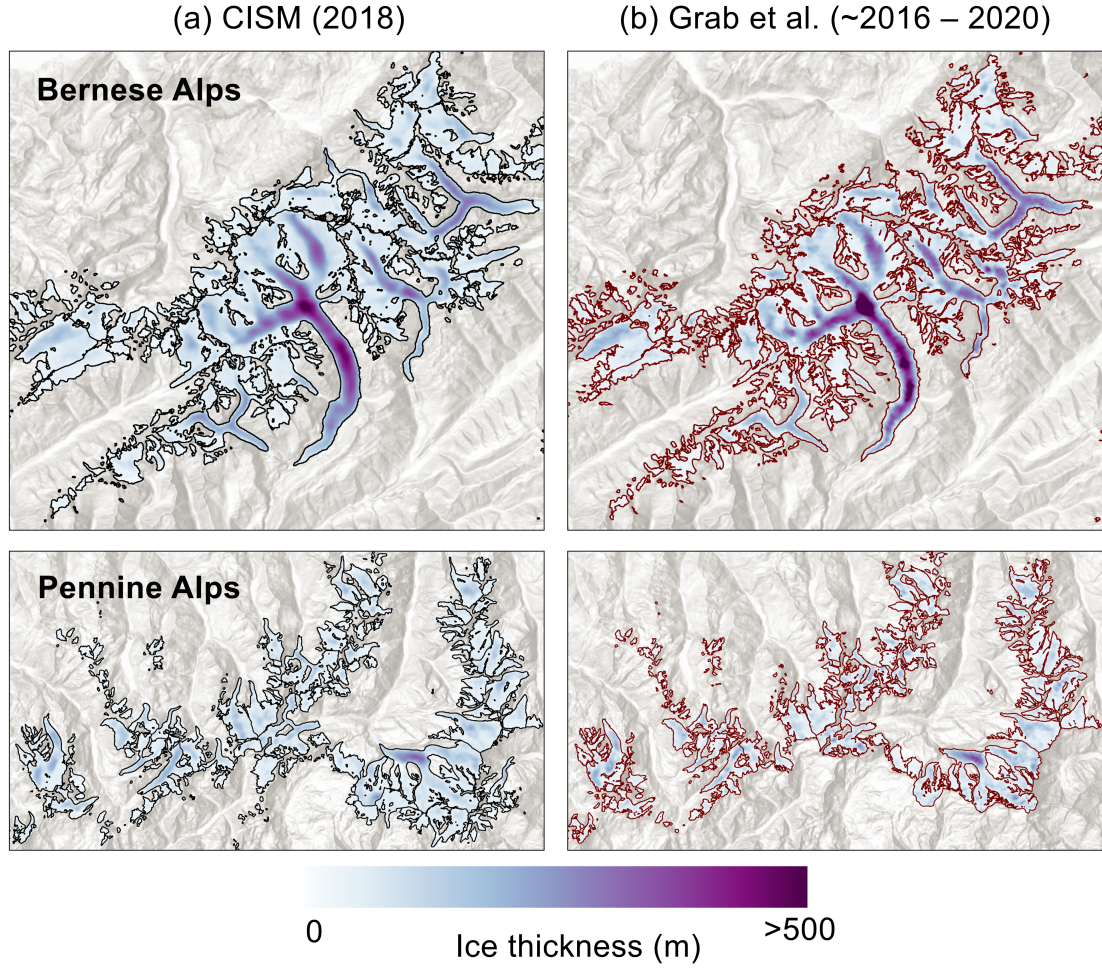 (a) CISM (2018)
(b) Grab et al. (~2016 – 2020)
Bernese Alps
Pennine Alps
0
>500
Ice thickness (m)